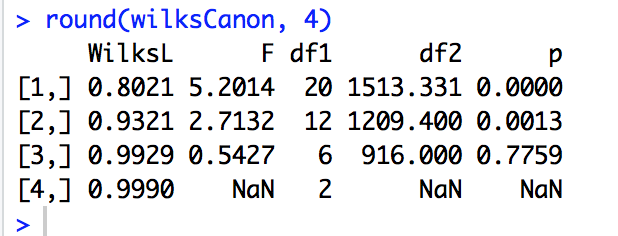 > round(wilksCanon, 4)
WilksL F df1 df2 p
[1,] 0.8021 5.2014 20 1513.331 0.0000
[2,] 0.9321 2.7132 12 1209.400 0.0013
[3,] 0.9929 0.5427 6 916.000 0.7759
[4,] 0.9990 NaN 2 NaN NaN
>